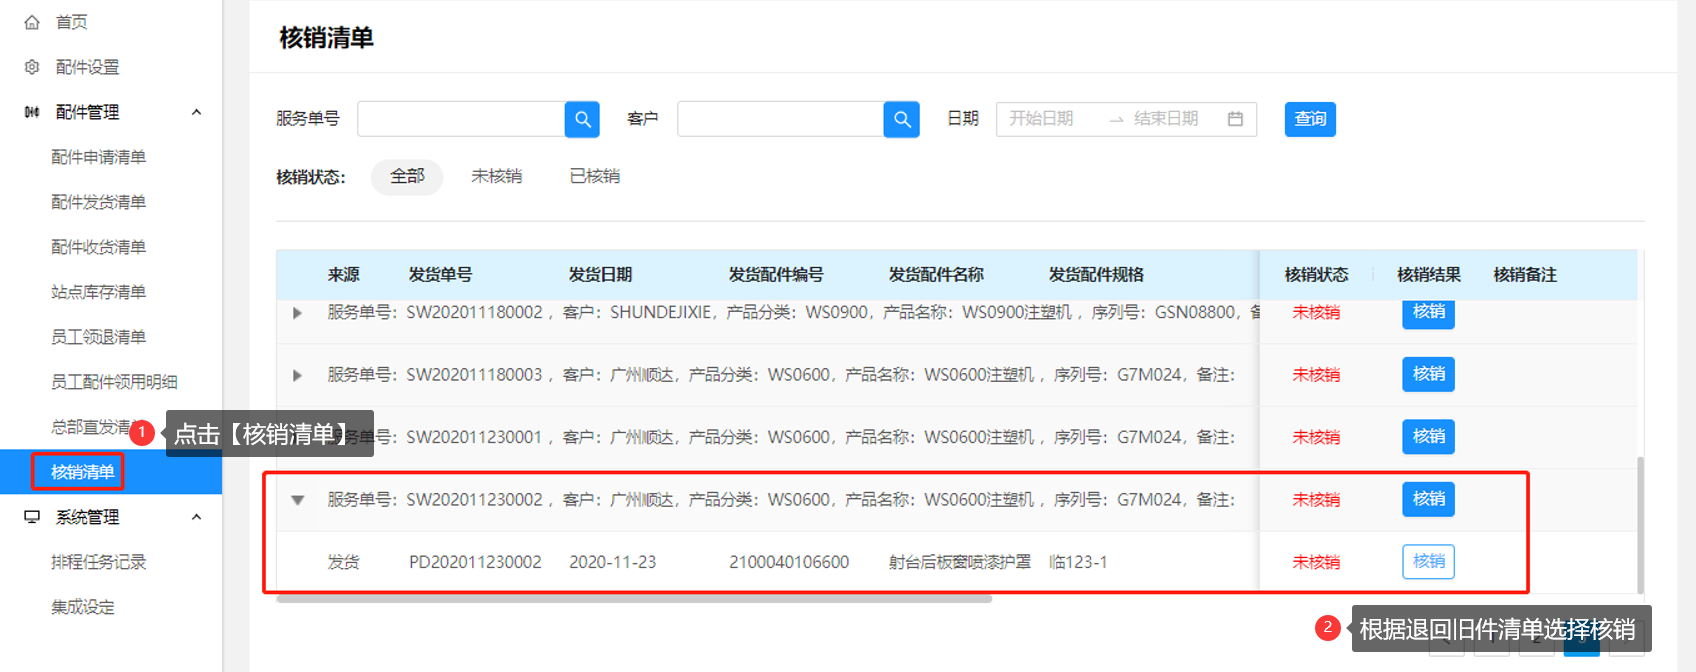 首页
配件设置
配件管理
配件申请清单
配件发货清单
配件收货清单
站点库存清单
员工领退清单
员工配件领用明细
总部直发清
1 点击【核销清单】
核销清单
系统管理
排程任务记录
集成设定
核销清单
服务单号 客户 日期 开始日期 → 结束日期 查询
核销状态: 全部 未核销 已核销
来源 发货单号 发货日期 发货配件编号 发货配件名称 发货配件规格 核销状态 核销结果 核销备注
服务单号: SW202011180002 , 客户: SHUNDEJIXIE, 产品分类: WS0900, 产品名称: WS0900注塑机 , 序列号: GSN08800, 未核销 核销
服务单号: SW202011180003 , 客户: 广州顺达, 产品分类: WS0600, 产品名称: WS0600注塑机 , 序列号: G7M024, 备注: 未核销 核销
单号: SW202011230001 , 客户: 广州顺达, 产品分类: WS0600, 产品名称: WS0600注塑机 , 序列号: G7M024, 备注: 未核销 核销
服务单号: SW202011230002 , 客户: 广州顺达, 产品分类: WS0600, 产品名称: WS0600注塑机 , 序列号: G7M024, 备注: 未核销 核销
发货 PD202011230002 2020-11-23 2100040106600 射台后板窗喷漆护罩 临123-1 未核销 核销
2 根据退回旧件清单选择核销